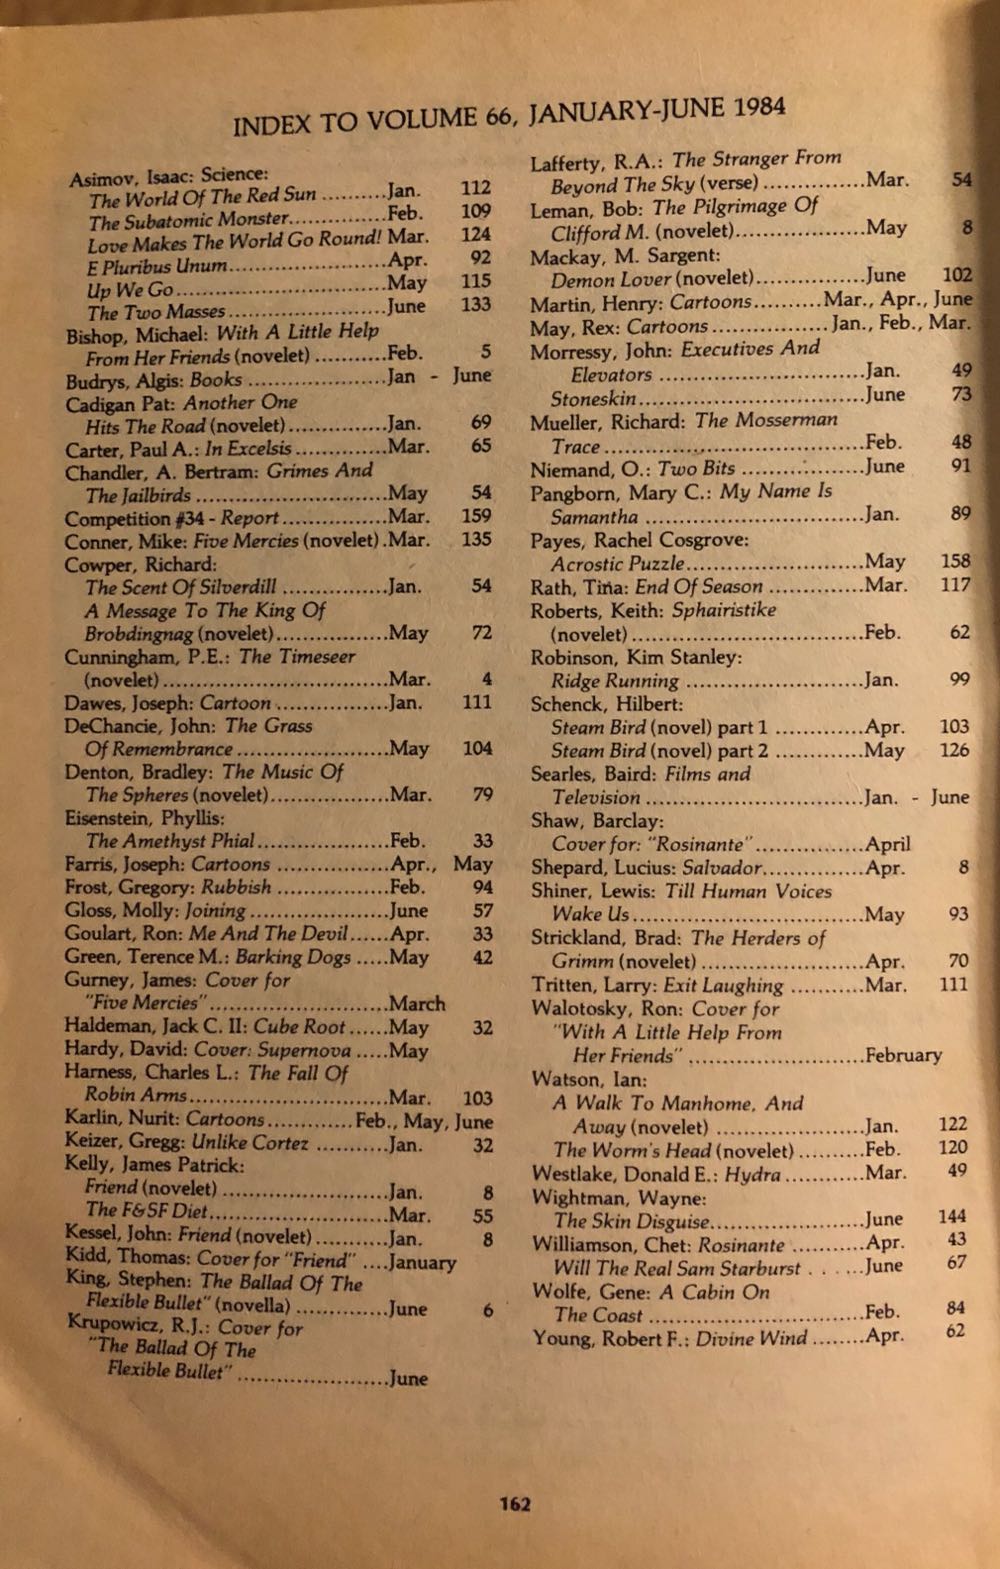 INDEX TO VOLUME 66, JANUARY-JUNE 1984
Asimov, Isaac: Science:
The World Of The Red Sun ..........Jan. 112
The Subatomic Monster...............Feb. 109
Love Makes The World Go Round! Mar. 124
E Pluribus Unum........................Apr. 92
Up We Go................................May 115
The Two Masses........................June 133
Bishop, Michael: With A Little Help
From Her Friends (novelet) ...........Feb. 5
Budrys, Algis: Books .....................Jan - June
Cadigan Pat: Another One
Hits The Road (novelet)...............Jan. 69
Carter, Paul A.: In Excelsis..............Mar. 65
Chandler, A. Bertram: Grimes And
The Jailbirds .............................May 54
Competition #34 - Report................Mar. 159
Conner, Mike: Five Mercies (novelet) .Mar. 135
Cowper, Richard:
The Scent Of Silverdill ................Jan. 54
A Message To The King Of
Brobdingnag (novelet).................May 72
Cunningham, P.E.: The Timeseer
(novelet)..................................Mar. 4
Dawes, Joseph: Cartoon .................Jan. 111
DeChancie, John: The Grass
Of Remembrance .......................May 104
Denton, Bradley: The Music Of
The Spheres (novelet)..................Mar. 79
Eisenstein, Phyllis:
The Amethyst Phial....................Feb. 33
Farris, Joseph: Cartoons .................Apr., May
Frost, Gregory: Rubbish .................Feb. 94
Gloss, Molly: Joining.....................June 57
Goulart, Ron: Me And The Devil......Apr. 33
Green, Terence M.: Barking Dogs .....May 42
Gurney, James: Cover for
"Five Mercies"...........................March
Haldeman, Jack C. II: Cube Root......May 32
Hardy, David: Cover: Supernova .....May
Harness, Charles L.: The Fall Of
Robin Arms..............................Mar. 103
Karlin, Nurit: Cartoons.............Feb., May, June
Keizer, Gregg: Unlike Cortez ...........Jan. 32
Kelly, James Patrick:
Friend (novelet) .........................Jan. 8
The F&SF Diet...........................Mar. 55
Kessel, John: Friend (novelet)...........Jan. 8
Kidd, Thomas: Cover for "Friend" ....January
King, Stephen: The Ballad Of The
Flexible Bullet" (novella) ..............June 6
Krupowicz, R.J.: Cover for
"The Ballad Of The
Flexible Bullet" .......................June
Lafferty, R.A.: The Stranger From
Beyond The Sky (verse)...............Mar. 54
Leman, Bob: The Pilgrimage Of
Clifford M. (novelet)...................May 8
Mackay, M. Sargent:
Demon Lover (novelet)................June 102
Martin, Henry: Cartoons..........Mar., Apr., June
May, Rex: Cartoons.................Jan., Feb., Mar.
Morressy, John: Executives And
Elevators ...............................Jan. 49
Stoneskin..................................June 73
Mueller, Richard: The Mosserman
Trace.......................................Feb. 48
Niemand, O.: Two Bits ..................June 91
Pangborn, Mary C.: My Name Is
Samantha .................................Jan. 89
Payes, Rachel Cosgrove:
Acrostic Puzzle...........................May 158
Rath, Tina: End Of Season ..............Mar. 117
Roberts, Keith: Sphairistike
(novelet)...................................Feb. 62
Robinson, Kim Stanley:
Ridge Running ...........................Jan. 99
Schenck, Hilbert:
Steam Bird (novel) part 1 .............Apr. 103
Steam Bird (novel) part 2 .............May 126
Searles, Baird: Films and
Television .................................Jan. - June
Shaw, Barclay:
Cover for: "Rosinante"................April
Shepard, Lucius: Salvador...............Apr. 8
Shiner, Lewis: Till Human Voices
Wake Us...................................May 93
Strickland, Brad: The Herders of
Grimm (novelet) ........................Apr. 70
Tritten, Larry: Exit Laughing ...........Mar. 111
Walotosky, Ron: Cover for
"With A Little Help From
Her Friends" ..........................February
Watson, Ian:
A Walk To Manhome, And
Away (novelet) .......................Jan. 122
The Worm's Head (novelet)..........Feb. 120
Westlake, Donald E.: Hydra ............Mar. 49
Wightman, Wayne:
The Skin Disguise.......................June 144
Williamson, Chet: Rosinante ...........Apr. 43
Will The Real Sam Starburst . . ......June 67
Wolfe, Gene: A Cabin On
The Coast ................................Feb. 84
Young, Robert F.: Divine Wind ........Apr. 62
162